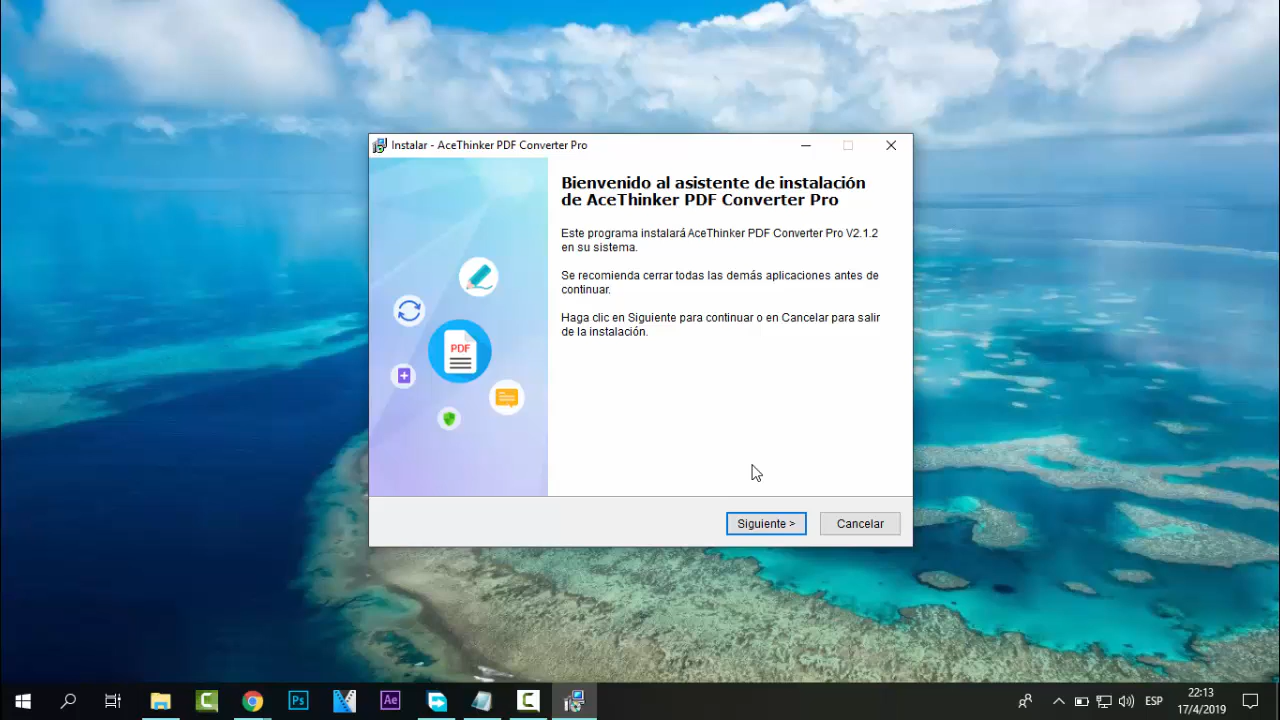 Instalar - AceThinker PDF Converter Pro
Bienvenido al asistente de instalación
de AceThinker PDF Converter Pro
Este programa instalará AceThinker PDF Converter Pro V2.1.2
en su sistema.
Se recomienda cerrar todas las demás aplicaciones antes de
continuar.
Haga clic en Siguiente para continuar o en Cancelar para salir
de la instalación.
PDF
Siguiente >
Cancelar
Ps
Ae
ESP
22:13
17/4/2019